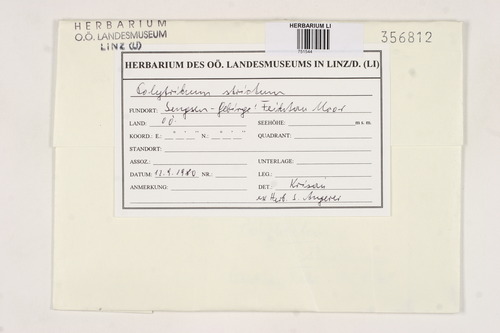 HERBARIUM
O.Ö. LANDESMUSEUM
LINZ (LI)
HERBARIUM LI
781544
356812
HERBARIUM DES OÖ. LANDESMUSEUMS IN LINZ/D. (LI)
Polytrichum strictum
FUNDORT: Sengsen-Gebirge: Feichtau Moor
LAND: OÖ. SEEHÖHE: m s. m.
KOORD.: E.: ° ' " N.: ° ' " QUADRANT:
STANDORT:
ASSOZ.: UNTERLAGE:
DATUM: 13.9.1980 NR.: LEG.:
ANMERKUNG: DET.: Krisai
ex Herb. S. Angerer